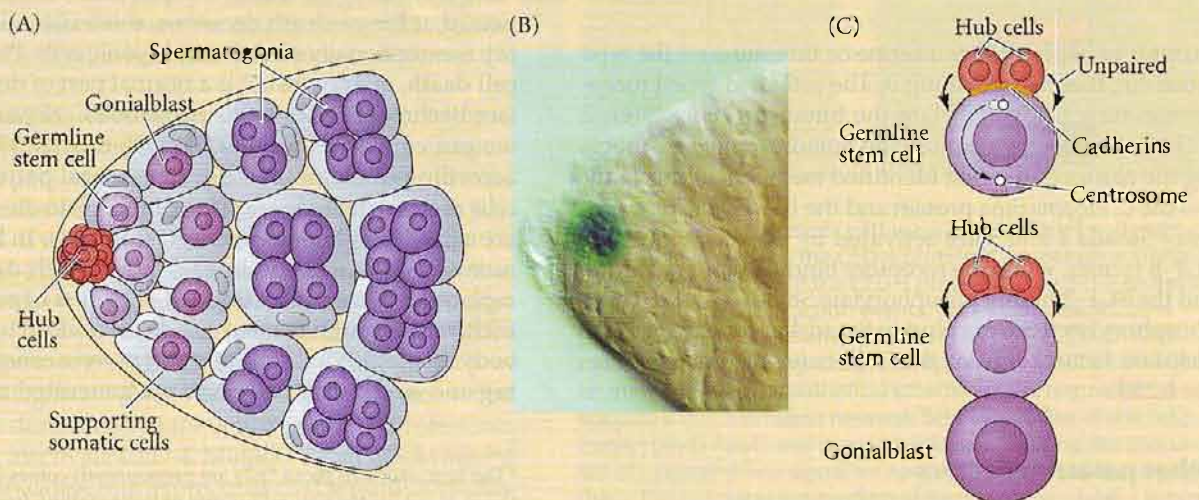 (A)
Spermatogonia
Gonialblast
Germline
stem cell
Hub
cells
Supporting
somatic cells
(B)
(C)
Hub cells
Unpaired
Germline
stem cell
Cadherins
Centrosome
Hub cells
Germline
stem cell
Gonialblast